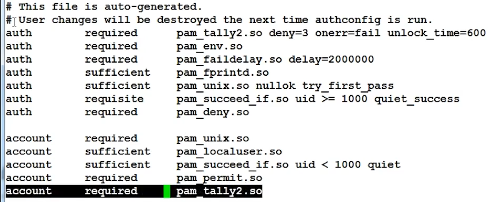 # This file is auto-generated.
# User changes will be destroyed the next time authconfig is run.
auth required pam_tally2.so deny=3 onerr=fail unlock_time=600
auth required pam_env.so
auth required pam_faildelay.so delay=2000000
auth sufficient pam_fprintd.so
auth sufficient pam_unix.so nullok try_first_pass
auth requisite pam_succeed_if.so uid >= 1000 quiet_success
auth required pam_deny.so
account required pam_unix.so
account sufficient pam_localuser.so
account sufficient pam_succeed_if.so uid < 1000 quiet
account required pam_permit.so
account required pam_tally2.so